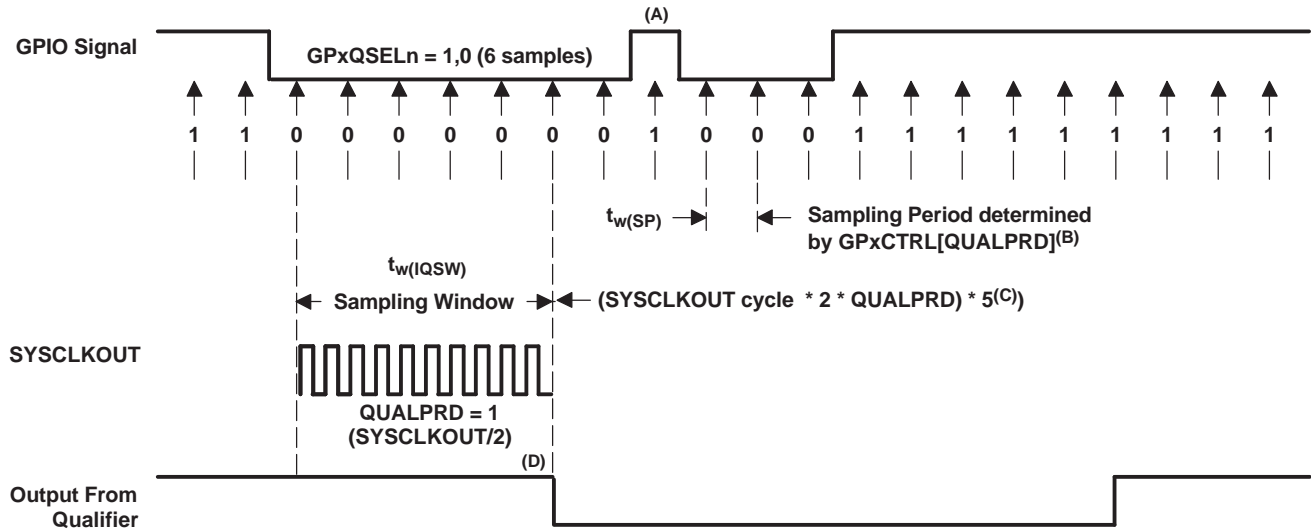 (A)
GPIO Signal
GPxQSELn = 1,0 (6 samples)
1 1 0 0 0 0 0 0 0 1 0 0 0 1 1 1 1 1 1 1 1 1
tw(SP)
Sampling Period determined
by GPxCTRL[QUALPRD](B)
tw(IQSW)
Sampling Window
(SYSCLKOUT cycle * 2 * QUALPRD) * 5(C))
SYSCLKOUT
QUALPRD = 1
(SYSCLKOUT/2)
(D)
Output From
Qualifier